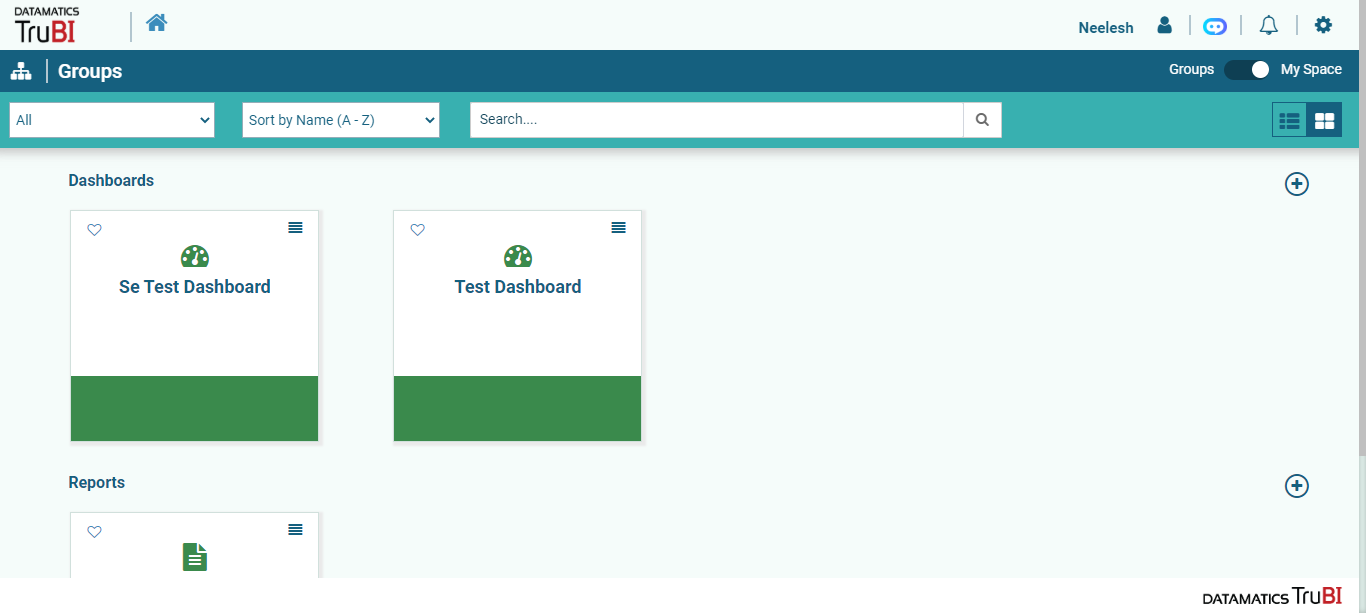 DATAMATICS
TruBI
Neelesh
Groups
Groups
My Space
All
Sort by Name (A - Z)
Search....
Dashboards
Se Test Dashboard
Test Dashboard
Reports
DATAMATICS TruBI